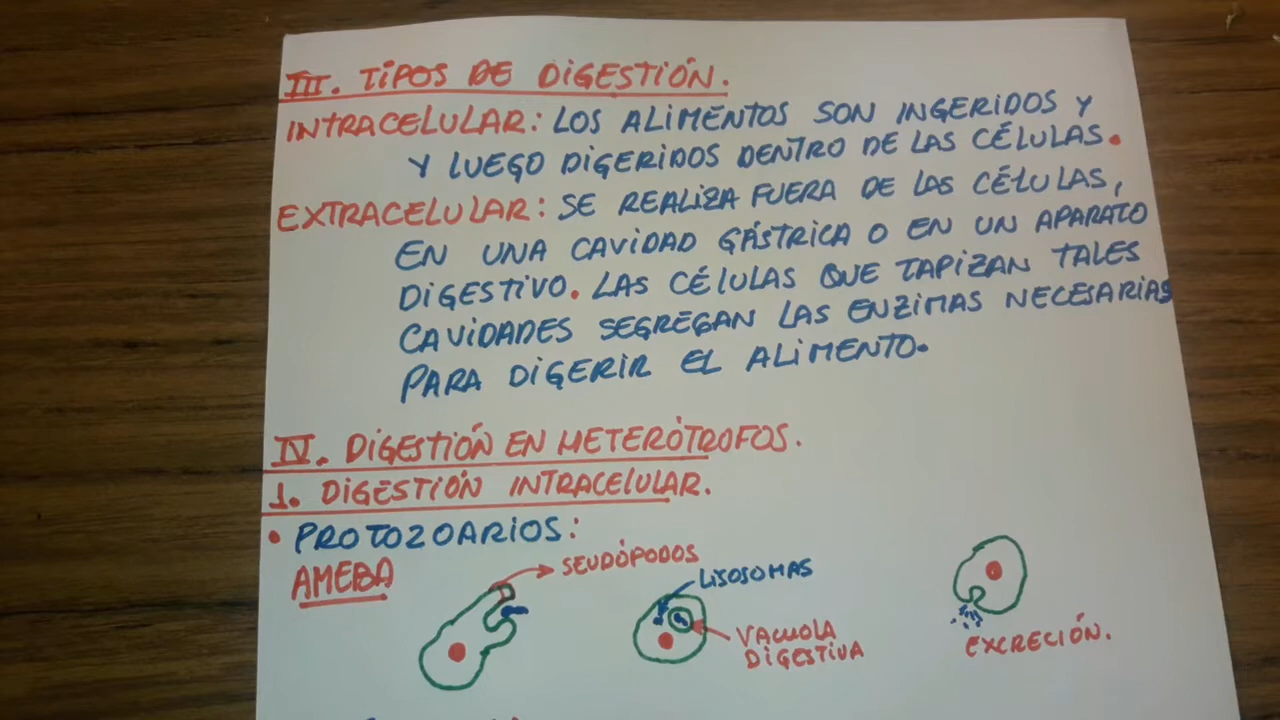 III. TIPOS DE DIGESTIÓN.
INTRACELULAR: LOS ALIMENTOS SON INGERIDOS Y
Y LUEGO DIGERIDOS DENTRO DE LAS CÉLULAS.
EXTRACELULAR: SE REALIZA FUERA DE LAS CÉLULAS,
EN UNA CAVIDAD GÁSTRICA O EN UN APARATO
DIGESTIVO. LAS CÉLULAS QUE TAPIZAN TALES
CAVIDADES SEGREGAN LAS ENZIMAS NECESARIAS
PARA DIGERIR EL ALIMENTO.
IV. DIGESTIÓN EN HETERÓTROFOS.
1. DIGESTIÓN INTRACELULAR.
• PROTOZOARIOS:
AMEBA
SEUDÓPODOS
LISOSOMAS
VACUOLA
DIGESTIVA
EXCRECIÓN.